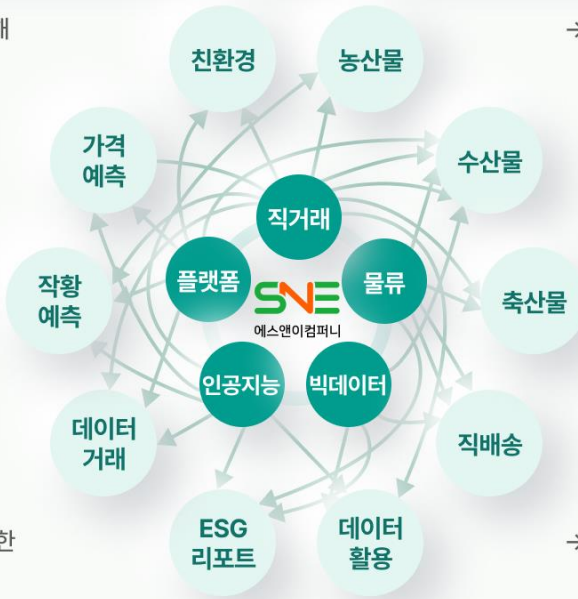 친환경
농산물
가격
예측
수산물
직거래
플랫폼
물류
SNE
에스앤이컴퍼니
작황
예측
축산물
인공지능
빅데이터
데이터
거래
직배송
ESG
리포트
데이터
활용
한